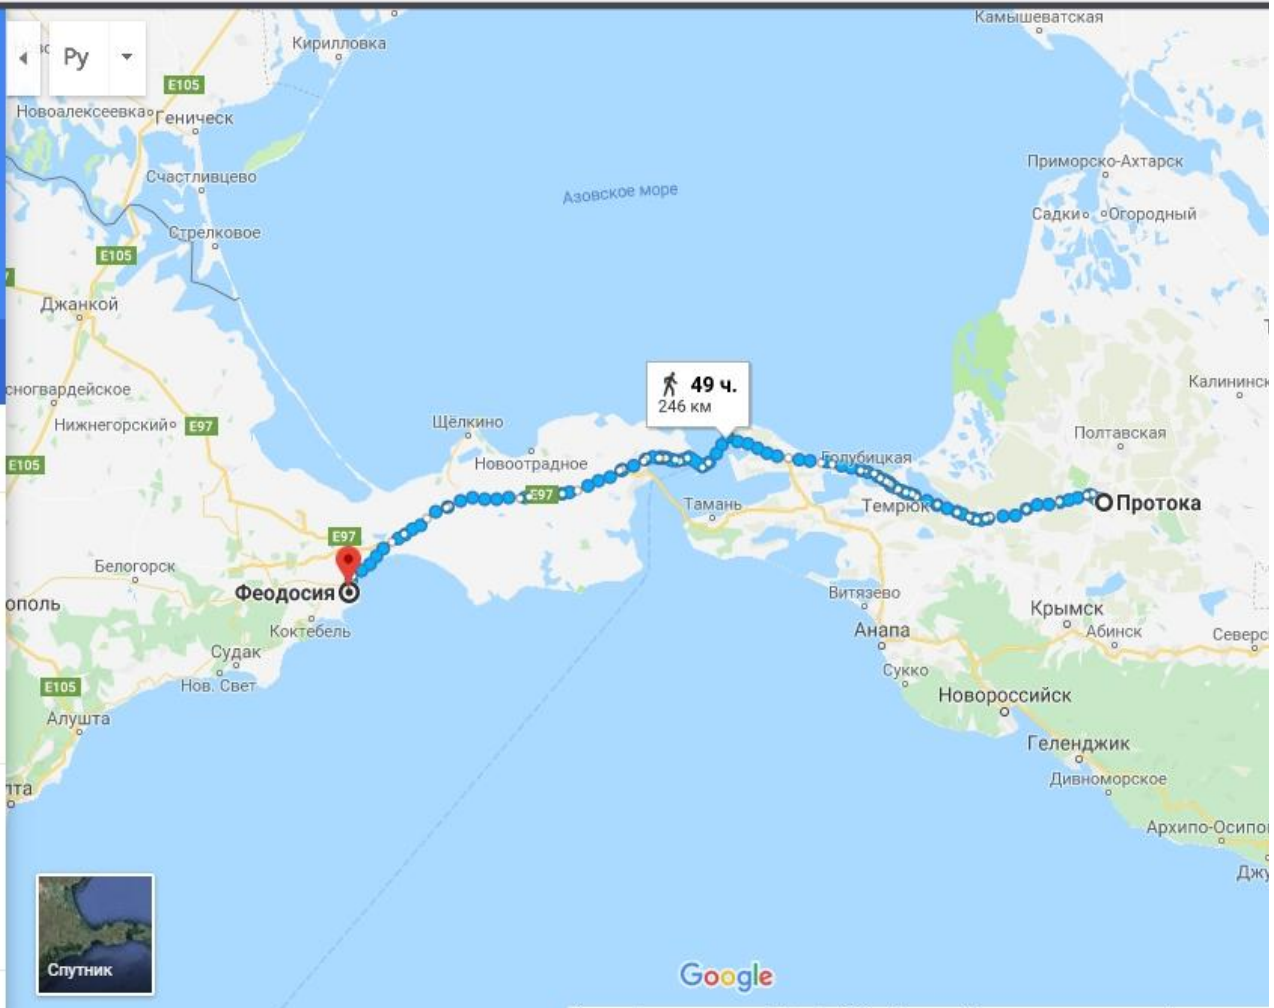 Камышеватская
Кирилловка
Ру
E105
Новоалексеевка
Геническ
Приморско-Ахтарск
Счастливцево
Азовское море
Садки
Огородный
Стрелковое
E105
Джанкой
49 ч.
246 км
Калининск
сногвардейское
Щёлкино
Нижнегорский
E97
Полтавская
Голубицкая
E105
Новоотрадное
E97
Тамань
Темрюк
Протока
E97
Белогорск
Феодосия
Витязево
ополь
Крымск
Коктебель
Анапа
Абинск
Северс
Судак
Сукко
Нов. Свет
E105
Новороссийск
Алушта
Геленджик
Дивноморское
лта
Архипо-Осипо
Джу
Спутник
Google